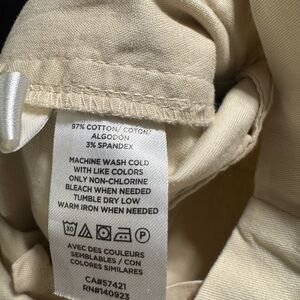 97% COTTON/ COTON/
ALGODON
3% SPANDEX
MACHINE WASH COLD
WITH LIKE COLORS
ONLY NON-CHLORINE
BLEACH WHEN NEEDED
TUMBLE DRY LOW
WARM IRON WHEN NEEDED
30 P
AVEC DES COULEURS
SEMBLABLES / CON
COLORES SIMILARES
CA#57421
RN#140923